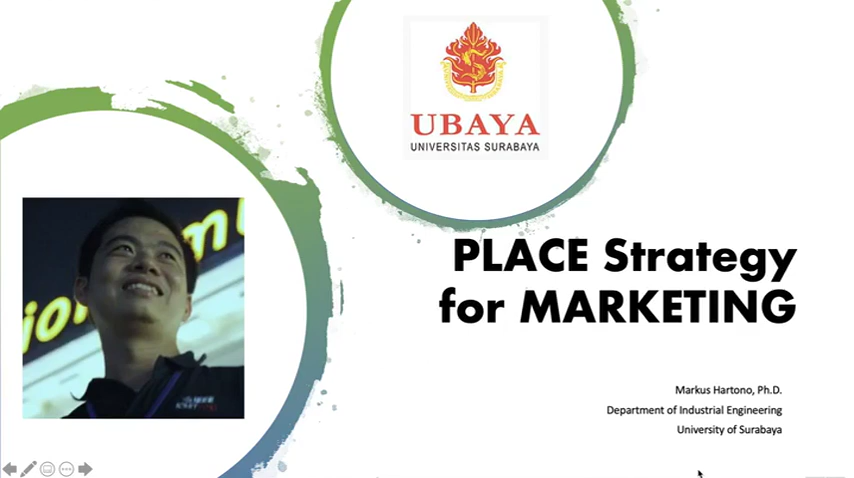 UBAYA
UNIVERSITAS SURABAYA
PLACE Strategy
for MARKETING
Markus Hartono, Ph.D.
Department of Industrial Engineering
University of Surabaya